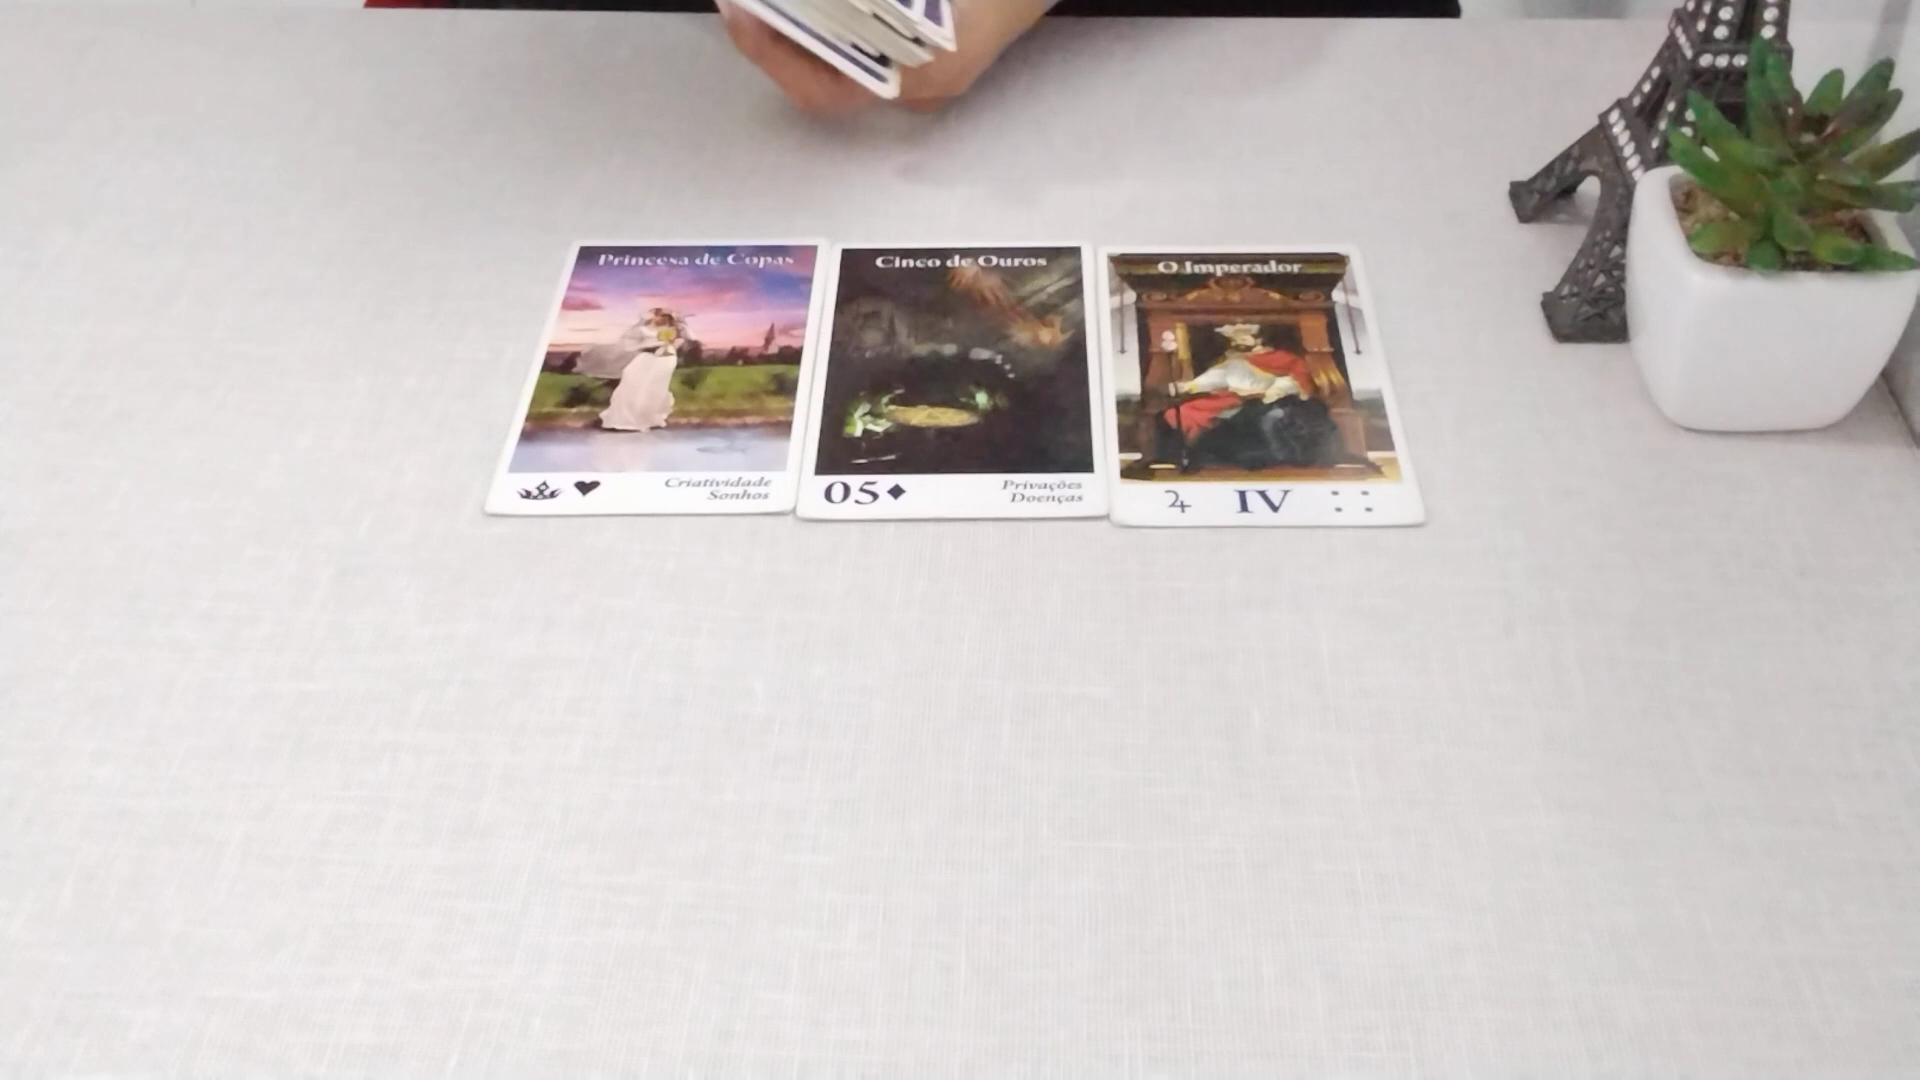 Princesa de Copas
Criatividade
Sonhos
Cinco de Ouros
05
Privações
Doenças
O Imperador
IV